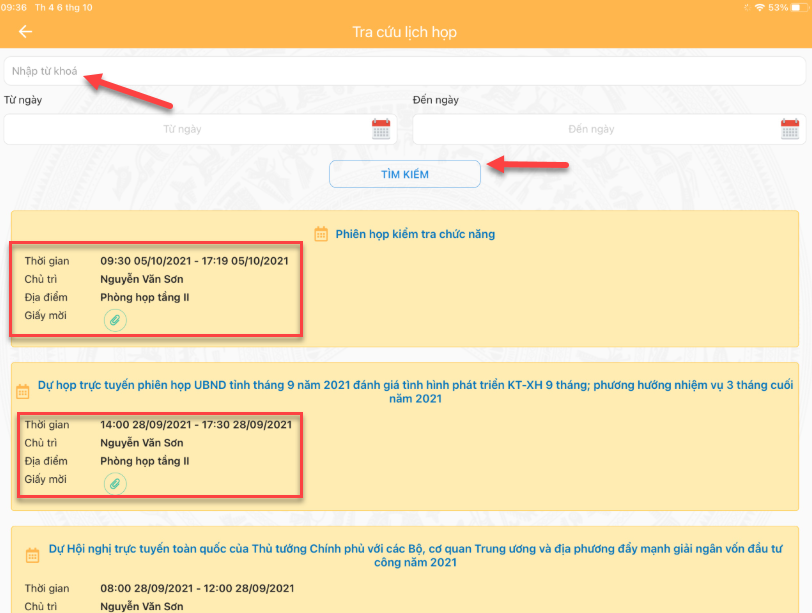 09:36 Th 4 6 thg 10
53%
Tra cứu lịch họp
Nhập từ khoá
Từ ngày
Đến ngày
Từ ngày
Đến ngày
TÌM KIẾM
Phiên họp kiểm tra chức năng
Thời gian 09:30 05/10/2021 - 17:19 05/10/2021
Chủ trì Nguyễn Văn Sơn
Địa điểm Phòng họp tầng II
Giấy mời
Dự họp trực tuyến phiên họp UBND tỉnh tháng 9 năm 2021 đánh giá tình hình phát triển KT-XH 9 tháng; phương hướng nhiệm vụ 3 tháng cuối
năm 2021
Thời gian 14:00 28/09/2021 - 17:30 28/09/2021
Chủ trì Nguyễn Văn Sơn
Địa điểm Phòng họp tầng II
Giấy mời
Dự Hội nghị trực tuyến toàn quốc của Thủ tướng Chính phủ với các Bộ, cơ quan Trung ương và địa phương đẩy mạnh giải ngân vốn đầu tư
công năm 2021
Thời gian 08:00 28/09/2021 - 12:00 28/09/2021
Chủ trì Nguyễn Văn Sơn